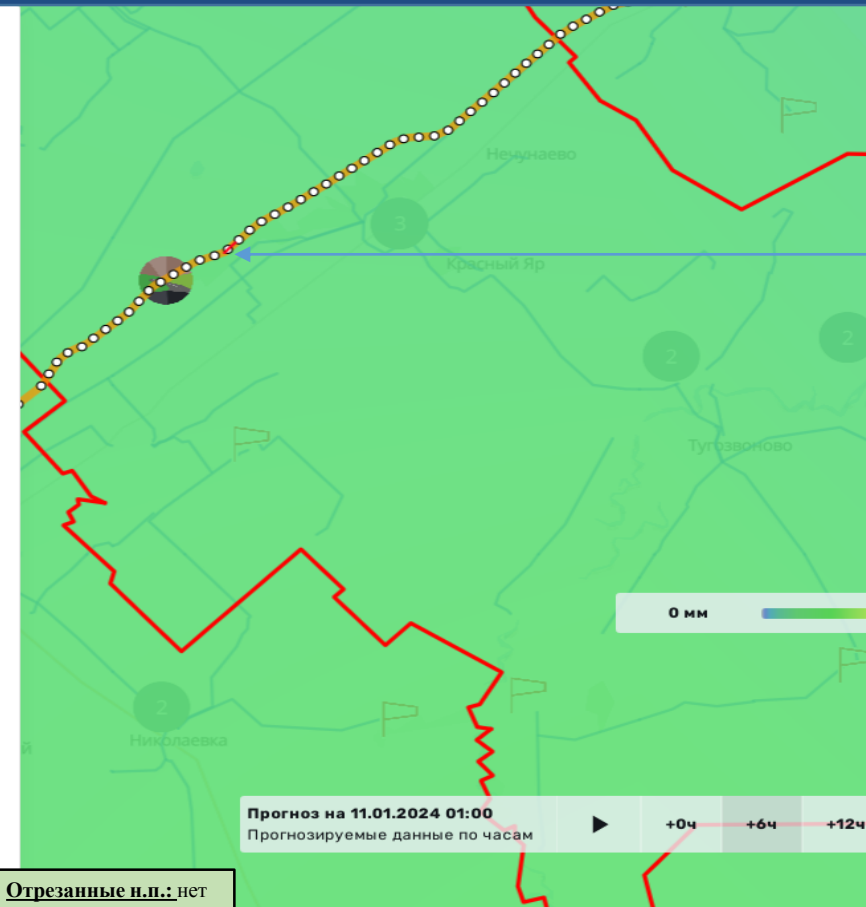 Нечунаево
3
Красный Яр
2
2
Тугозвоново
0 мм
2
Николаевка
й
Прогноз на 11.01.2024 01:00
Прогнозируемые данные по часам
+0ч
+6ч
+12ч
Отрезанные н.п.: нет